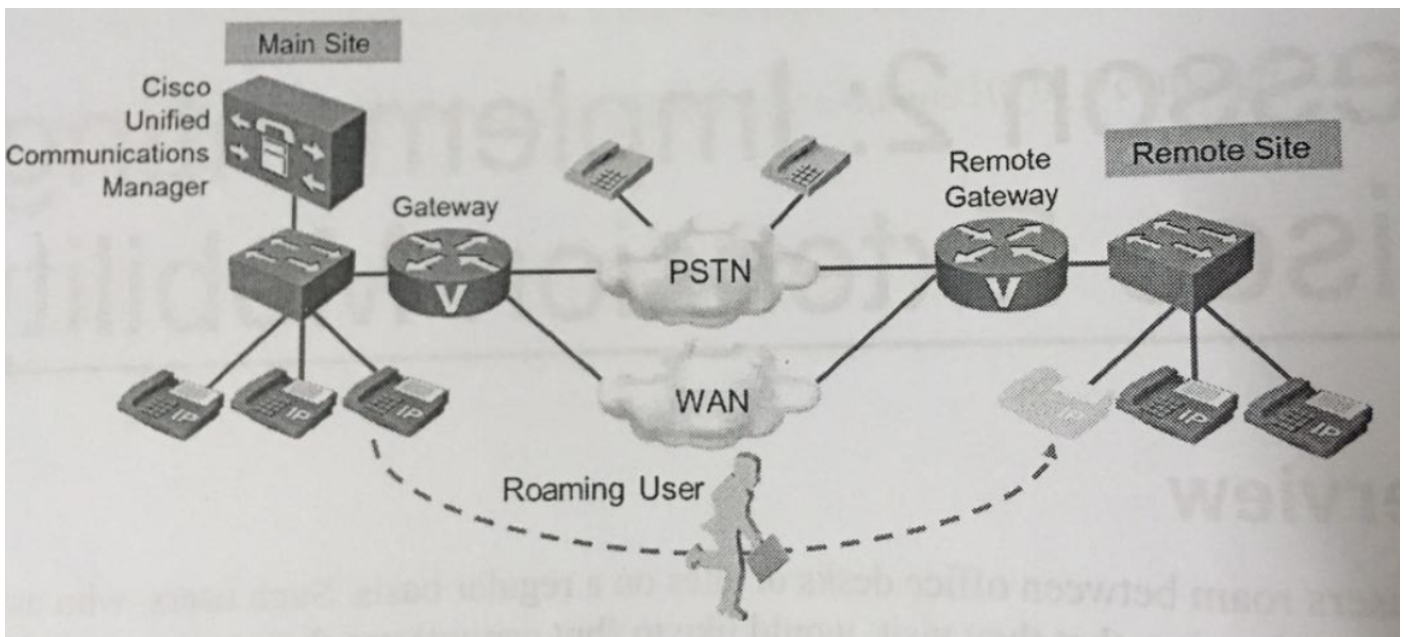 Main Site
Cisco
Unified
Communications
Manager
Gateway
PSTN
WAN
Remote
Gateway
Remote Site
V
V
IP
IP
IP
IP
IP
IP
Roaming User